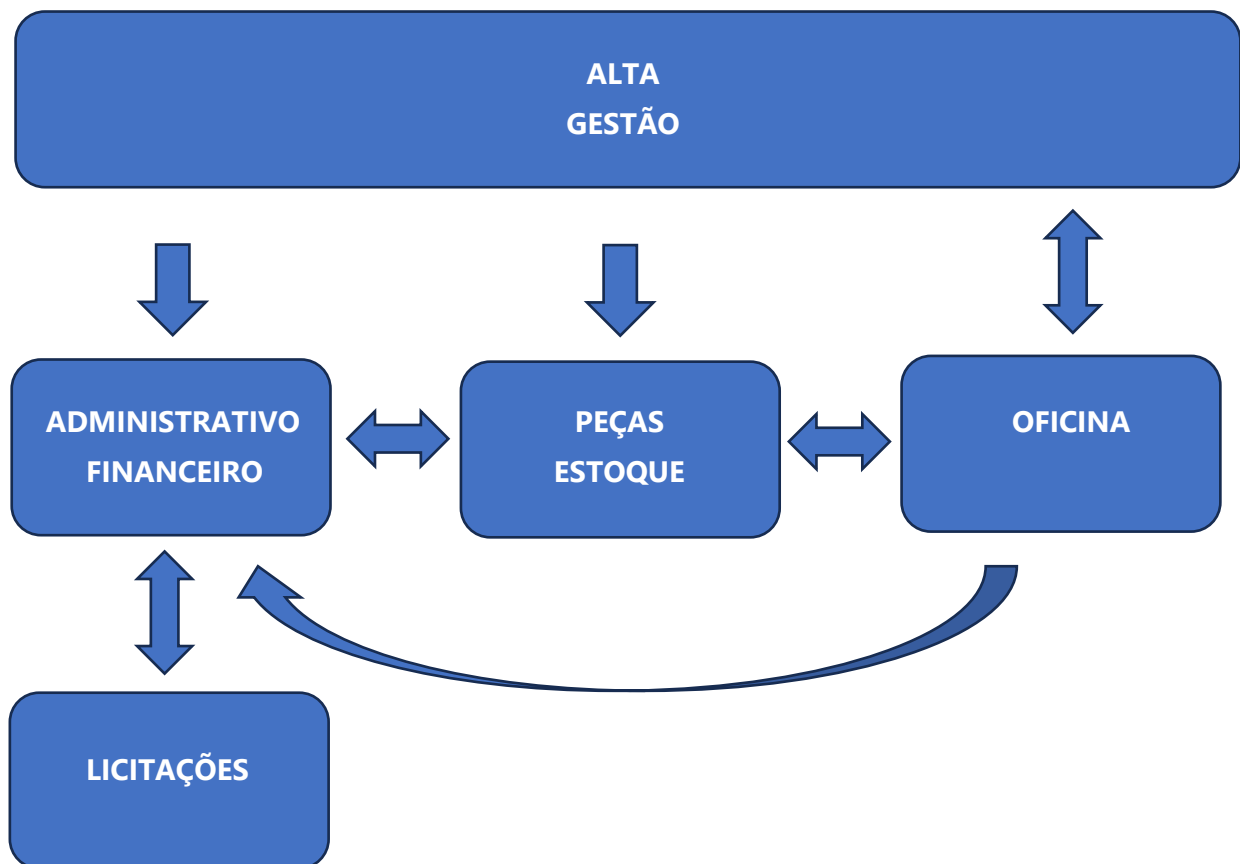 ALTA
GESTÃO
ADMINISTRATIVO
FINANCEIRO
PEÇAS
ESTOQUE
OFICINA
LICITAÇÕES